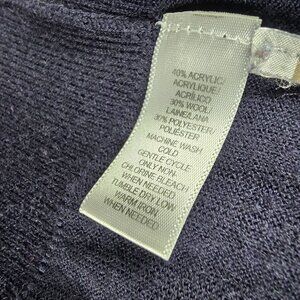 40% ACRYLIC/
ACRYLIQUE/
ACRÍLICO
30% WOOL/
LAINE/LANA
30% POLYESTER/
POLIÉSTER
MACHINE WASH
COLD
GENTLE CYCLE
ONLY NON-
CHLORINE BLEACH
WHEN NEEDED
TUMBLE DRY LOW
WARM IRON
WHEN NEEDED